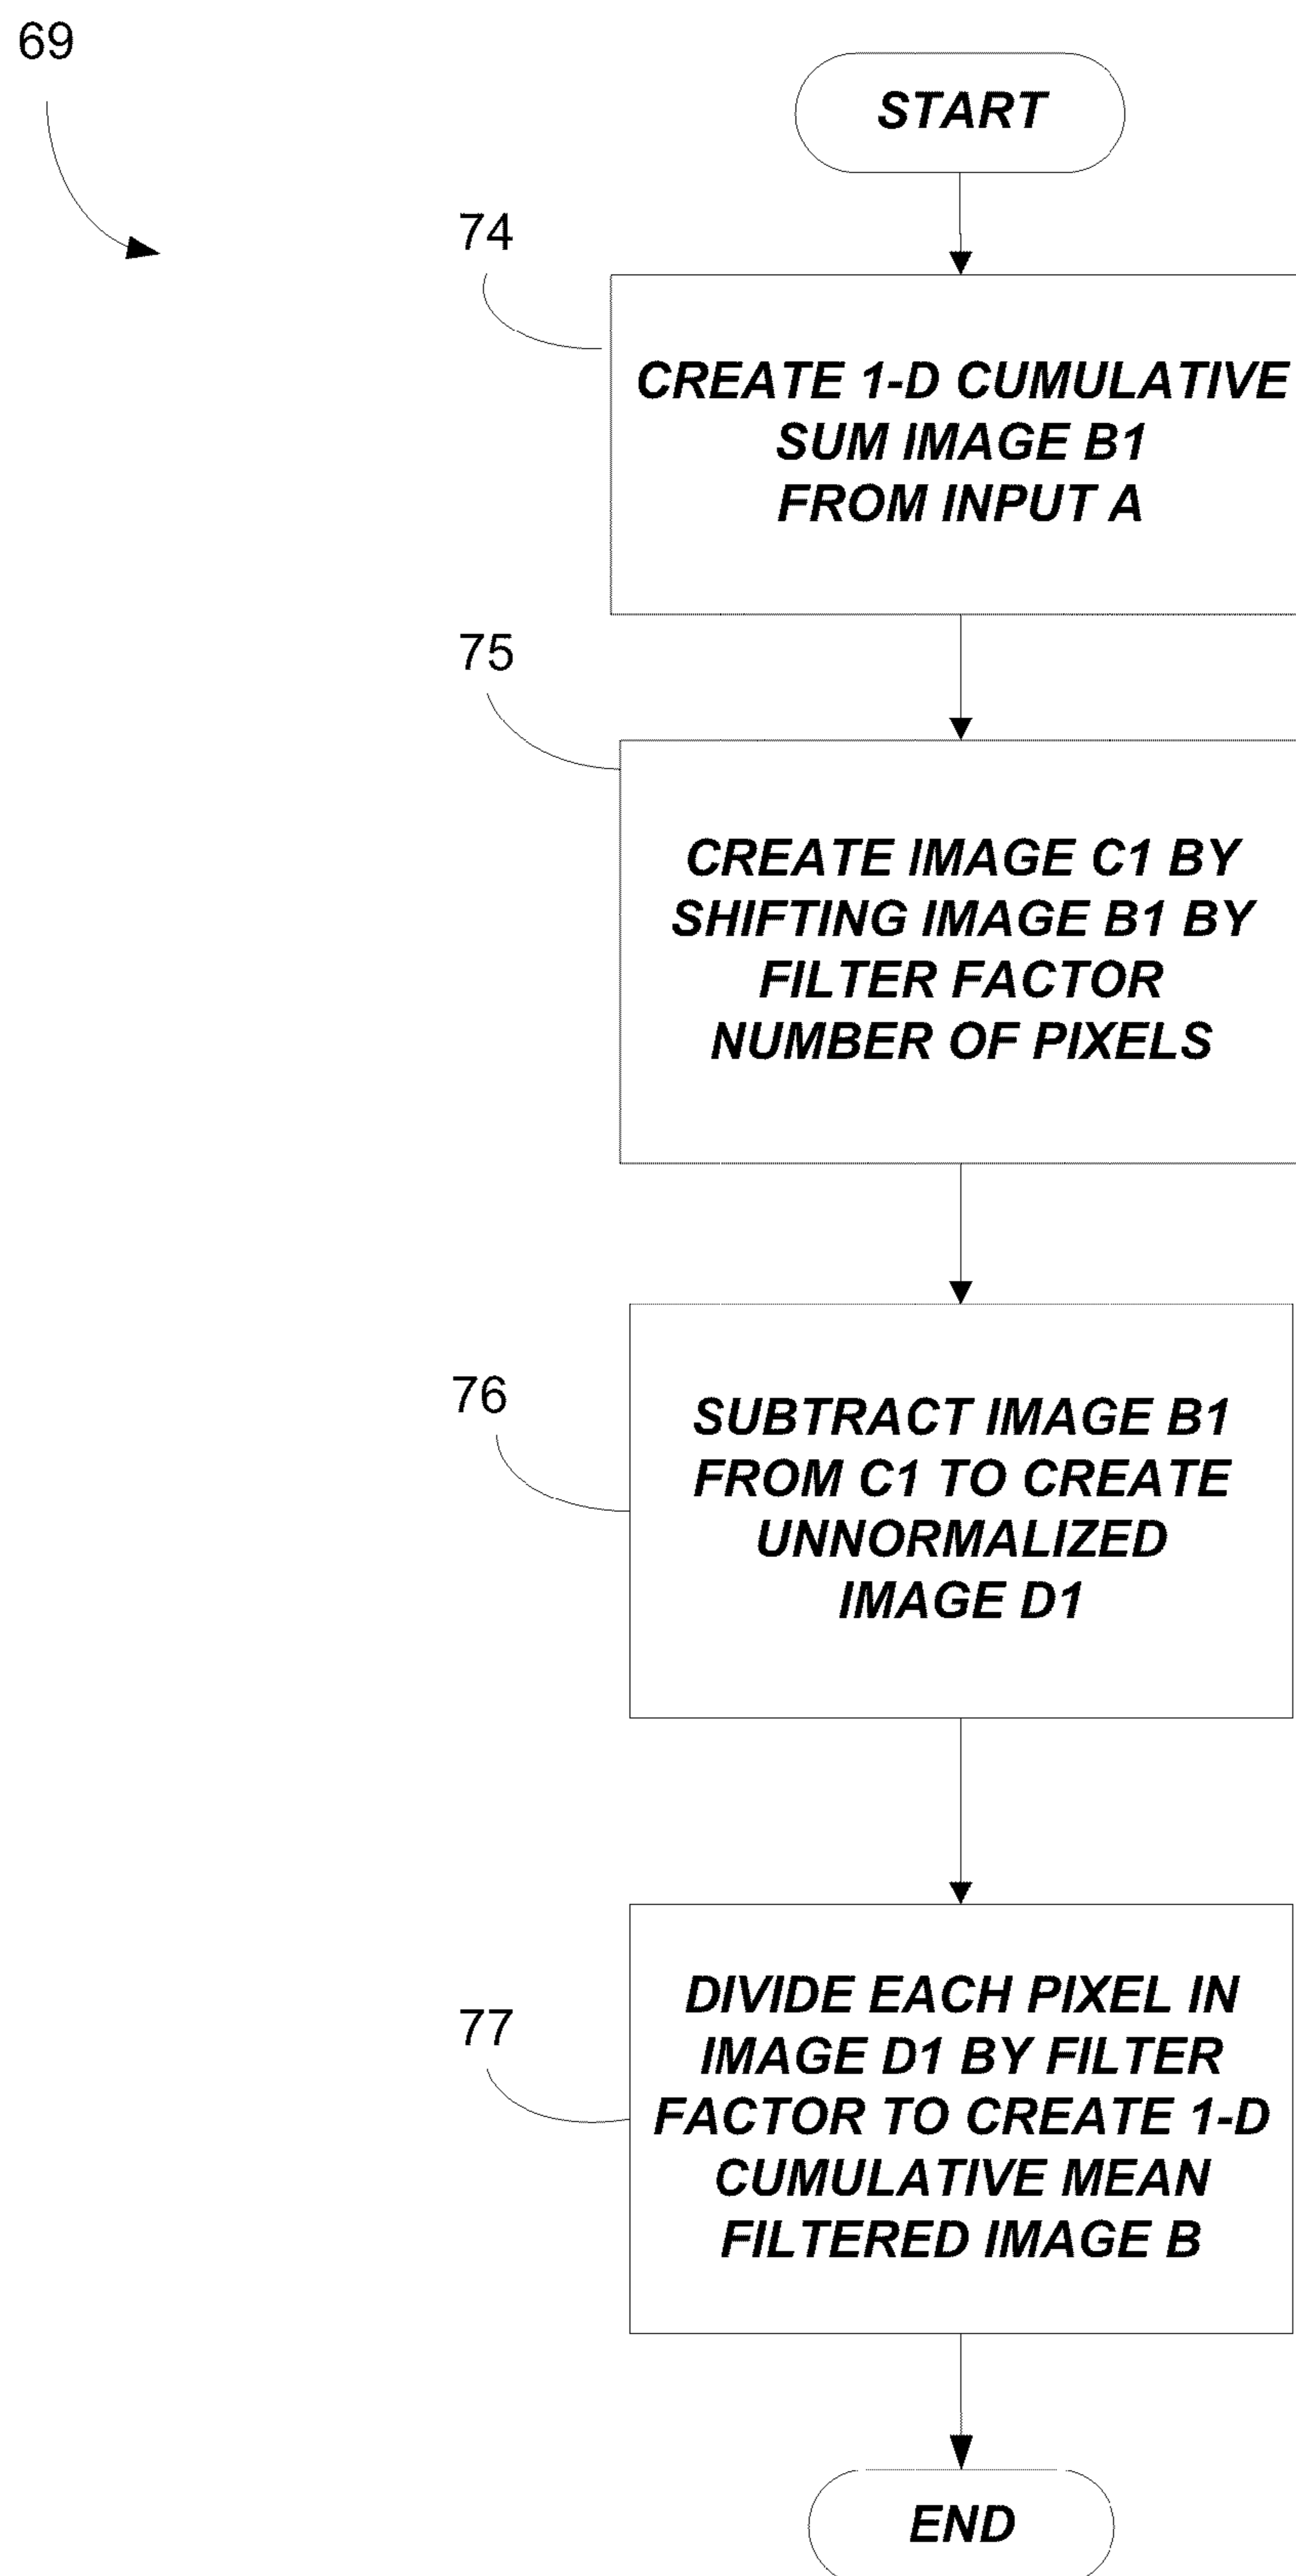 69
START
74
CREATE 1-D CUMULATIVE
SUM IMAGE B1
FROM INPUT A
75
CREATE IMAGE C1 BY
SHIFTING IMAGE B1 BY
FILTER FACTOR
NUMBER OF PIXELS
76
SUBTRACT IMAGE B1
FROM C1 TO CREATE
UNNORMALIZED
IMAGE D1
77
DIVIDE EACH PIXEL IN
IMAGE D1 BY FILTER
FACTOR TO CREATE 1-D
CUMULATIVE MEAN
FILTERED IMAGE B
END